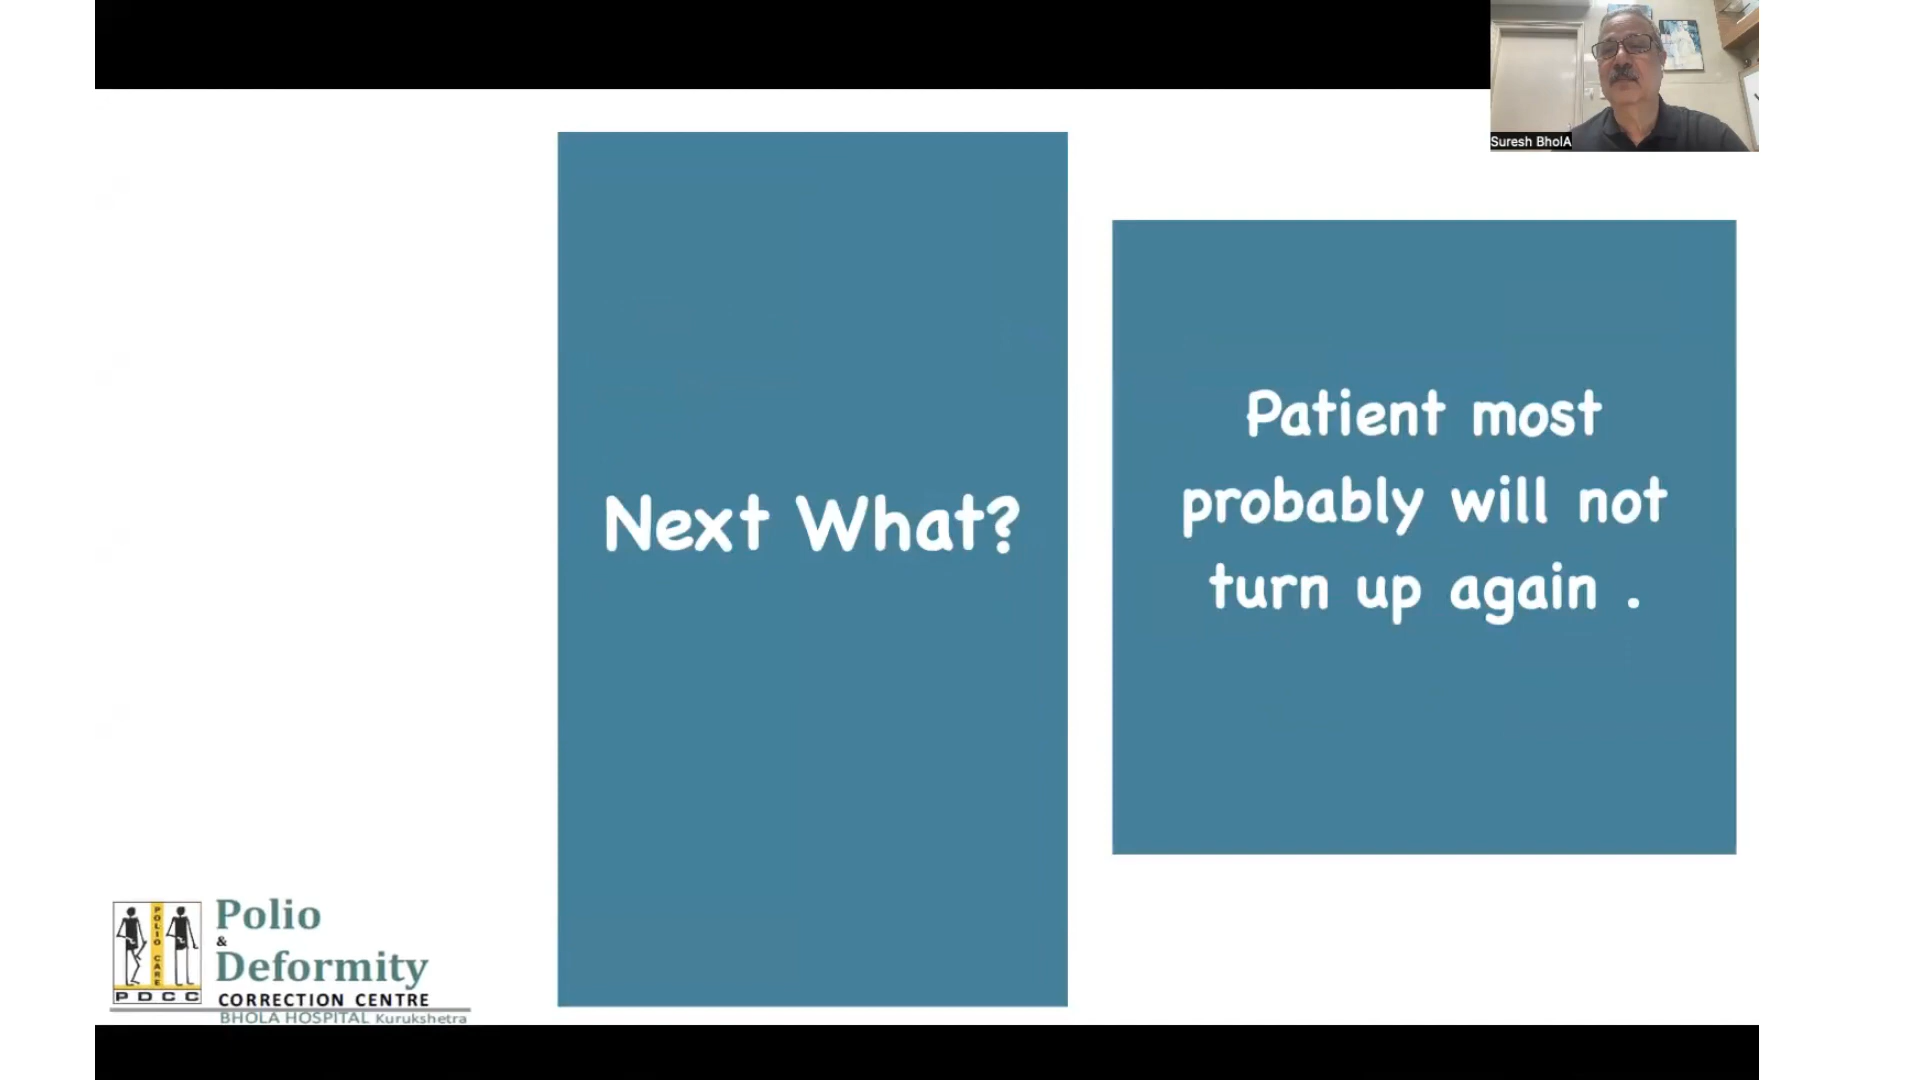 Suresh BholA
Next What?
Patient most
probably will not
turn up again .
POLIO CARE
PDCC
Polio
&
Deformity
CORRECTION CENTRE
BHOLA HOSPITAL Kurukshetra